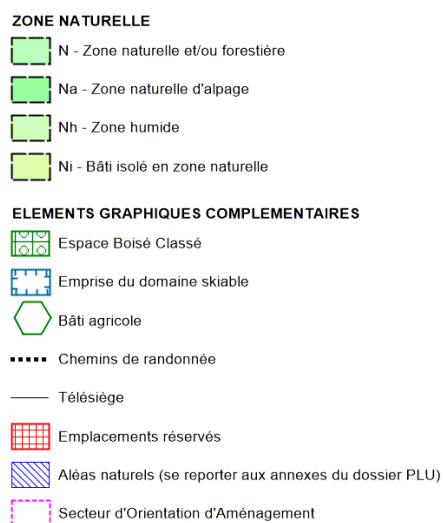 ZONE NATURELLE
N - Zone naturelle et/ou forestière
Na - Zone naturelle d'alpage
Nh - Zone humide
Ni - Bâti isolé en zone naturelle
ELEMENTS GRAPHIQUES COMPLEMENTAIRES
Espace Boisé Classé
Emprise du domaine skiable
Bâti agricole
Chemins de randonnée
Télésiège
Emplacements réservés
Aléas naturels (se reporter aux annexes du dossier PLU)
Secteur d'Orientation d'Aménagement